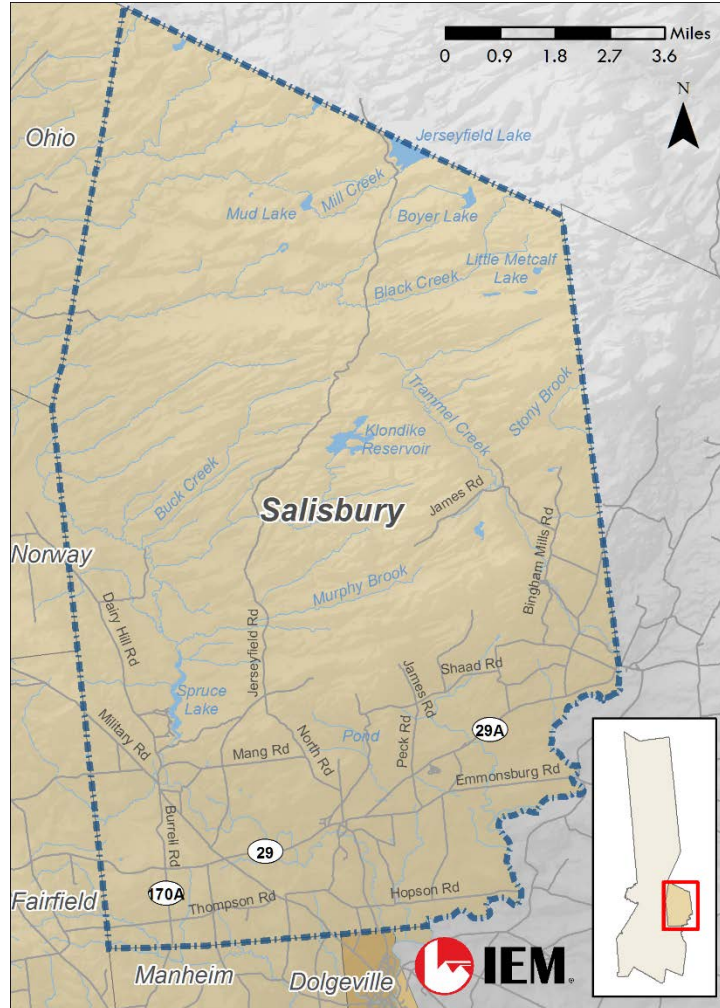 Miles
0 0.9 1.8 2.7 3.6
N
Ohio
Jerseyfield Lake
Mill Creek
Mud Lake
Boyer Lake
Little Metcalf
Lake
Black Creek
Trammel Creek
Stony Brook
Klondike
Reservoir
Buck Creek
Salisbury
James Rd
Norway
Bingham Mills Rd
Murphy Brook
Dairy Hill Rd
Jerseyfield Rd
Shaad Rd
James Rd
Spruce
Lake
Military Rd
Pond
Peck Rd
29A
North Rd
Mang Rd
Emmonsburg Rd
Burrell Rd
29
170A
Fairfield
Thompson Rd
Hopson Rd
Manheim
Dolgeville
IEM®